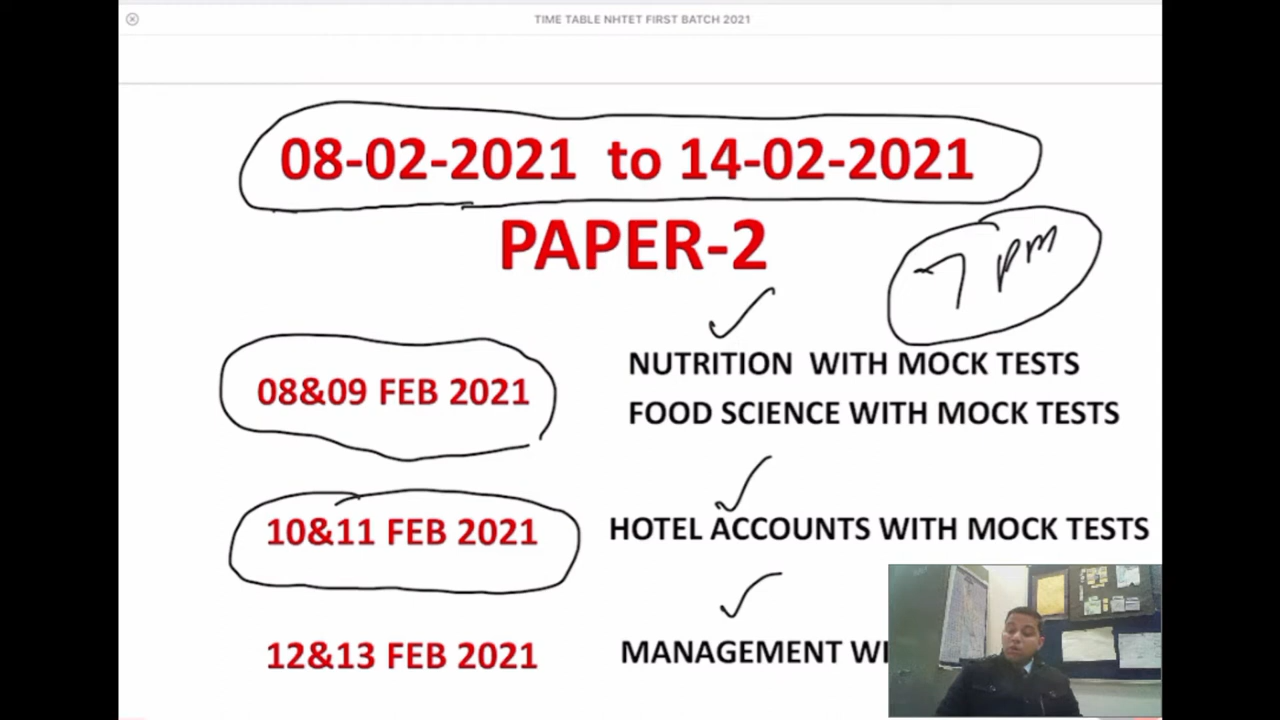 TIME TABLE NHTET FIRST BATCH 2021
08-02-2021 to 14-02-2021
PAPER-2
7 pm
08&09 FEB 2021
NUTRITION WITH MOCK TESTS
FOOD SCIENCE WITH MOCK TESTS
10&11 FEB 2021
HOTEL ACCOUNTS WITH MOCK TESTS
12&13 FEB 2021
MANAGEMENT